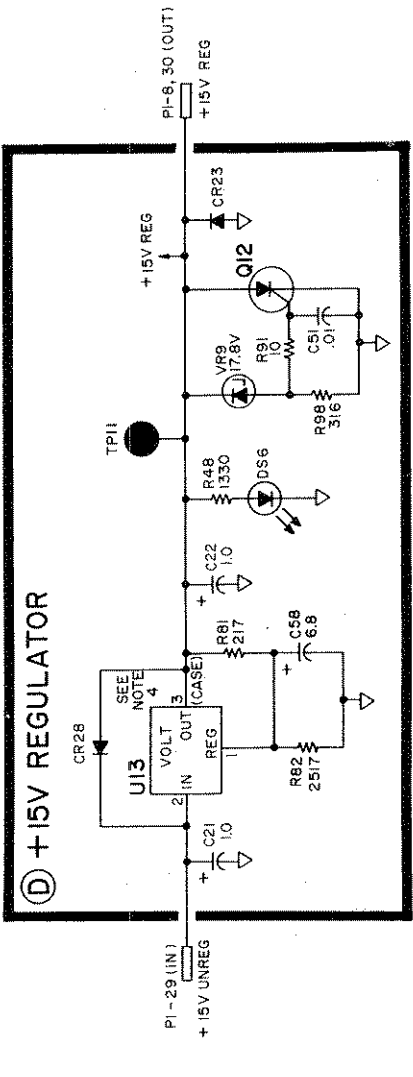 D +15V REGULATOR
P1-29 (IN)
+15V UNREG
C21
1.0
+
CR28
SEE
NOTE
4
U13
VOLT
2
IN
OUT
3
(CASE)
REG
1
R81
217
R82
2517
C58
6.8
+
C22
1.0
+
R48
1330
DS6
TP11
VR9
17.8V
R91
10
R98
316
C51
.01
Q12
+15V REG
CR23
P1-8, 30 (OUT)
+15V REG